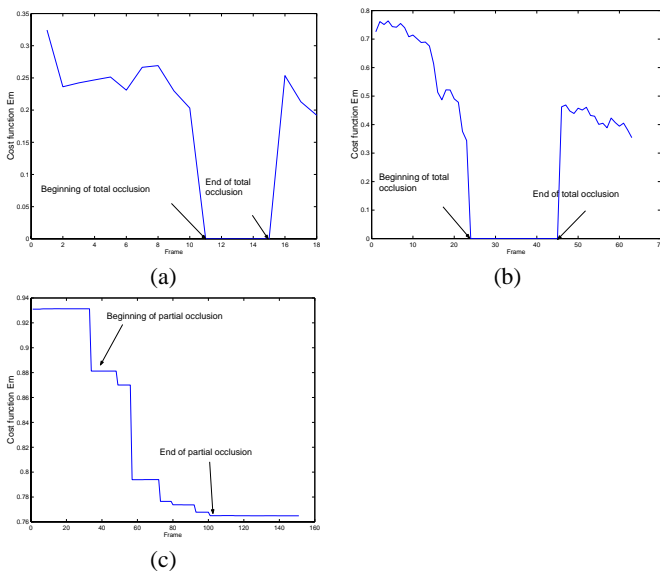 0.35
0.3
0.25
0.2
0.15
0.1
0.05
0
Cost function Em
Beginning of total occlusion
End of total
occlusion
2 4 6 8 10 12 14 16 18
Frame
(a)
0.8
0.7
0.6
0.5
0.4
0.3
0.2
0.1
0
Cost function Em
Beginning of total
occlusion
End of total occlusion
0 10 20 30 40 50 60 70
Frame
(b)
0.94
0.92
0.9
0.88
0.86
0.84
0.82
0.8
0.78
0.76
Cost function Em
Beginning of partial occlusion
End of partial occlusion
0 20 40 60 80 100 120 140 160
Frame
(c)